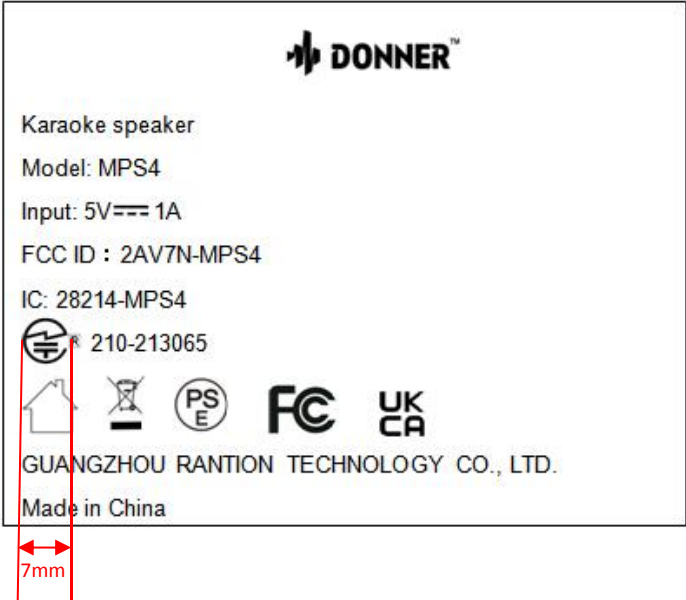 DONNER™
Karaoke speaker
Model: MPS4
Input: 5V⎓1A
FCC ID：2AV7N-MPS4
IC: 28214-MPS4
R 210-213065
PS E FC UK CA
GUANGZHOU RANTION TECHNOLOGY CO., LTD.
Made in China
7mm